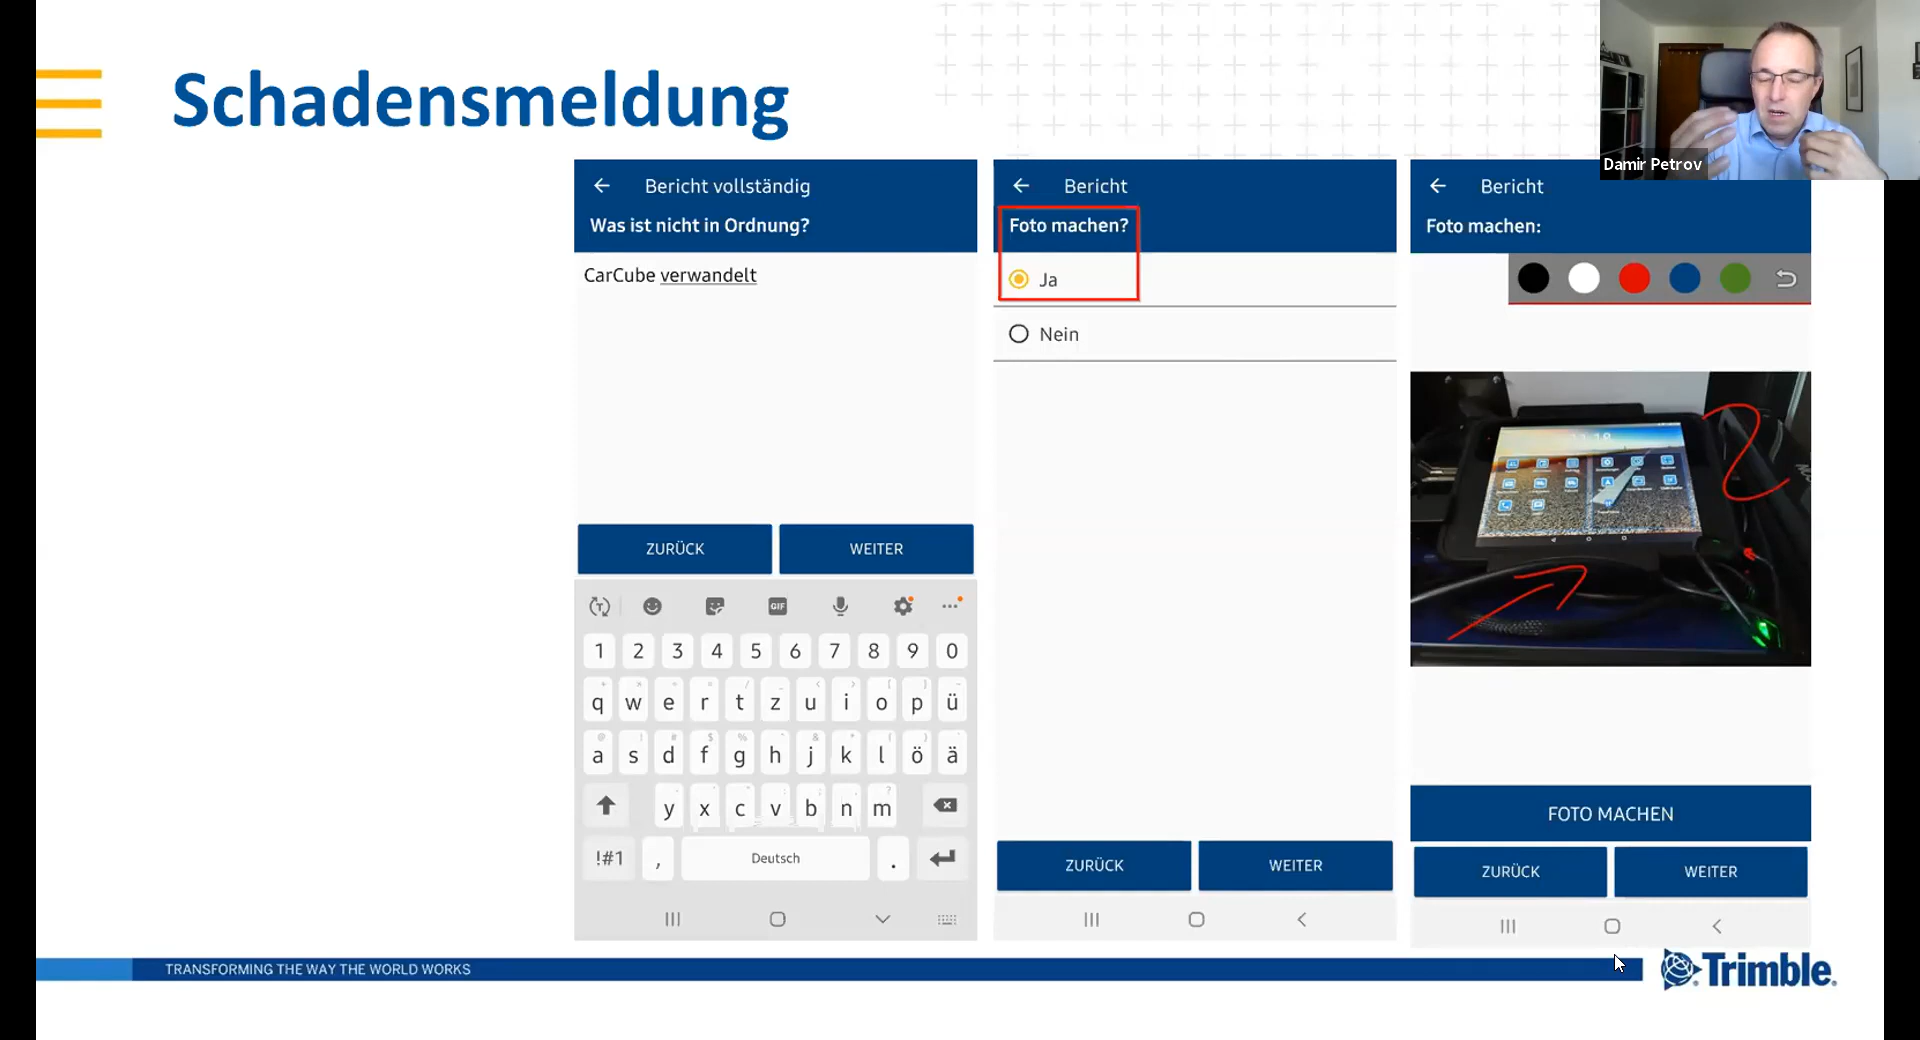 Schadensmeldung
Damir Petrov
Bericht vollständig
Was ist nicht in Ordnung?
CarCube verwandelt
ZURÜCK WEITER
GIF
1 2 3 4 5 6 7 8 9 0
q w e r t z u i o p ü
a s d f g h j k l ö ä
y x c v b n m
!#1 , Deutsch .
Bericht
Foto machen?
Ja
Nein
ZURÜCK WEITER
Bericht
Foto machen:
FOTO MACHEN
ZURÜCK WEITER
TRANSFORMING THE WAY THE WORLD WORKS
Trimble.